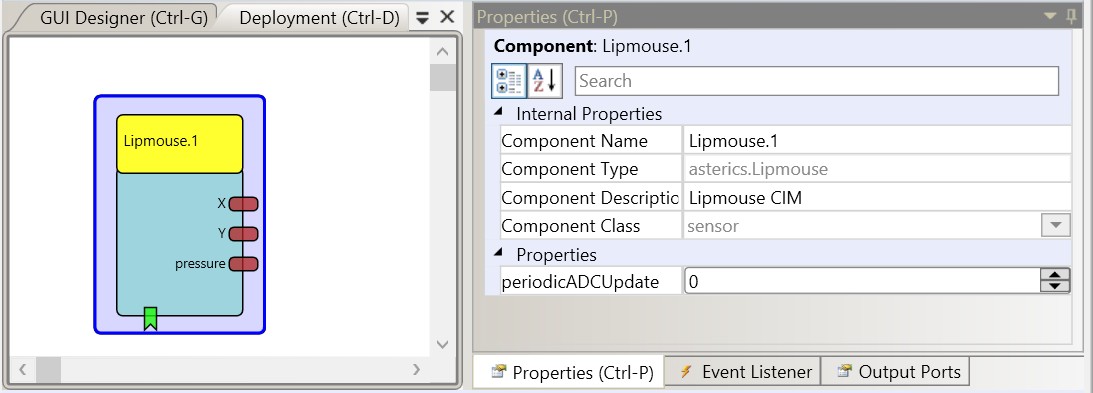 GUI Designer (Ctrl-G)
Deployment (Ctrl-D)
Lipmouse.1
X
Y
pressure
Properties (Ctrl-P)
Component: Lipmouse.1
A
Z
Search
Internal Properties
Component Name Lipmouse.1
Component Type asterics.Lipmouse
Component Descriptio Lipmouse CIM
Component Class sensor
Properties
periodicADCUpdate 0
Properties (Ctrl-P)
Event Listener
Output Ports